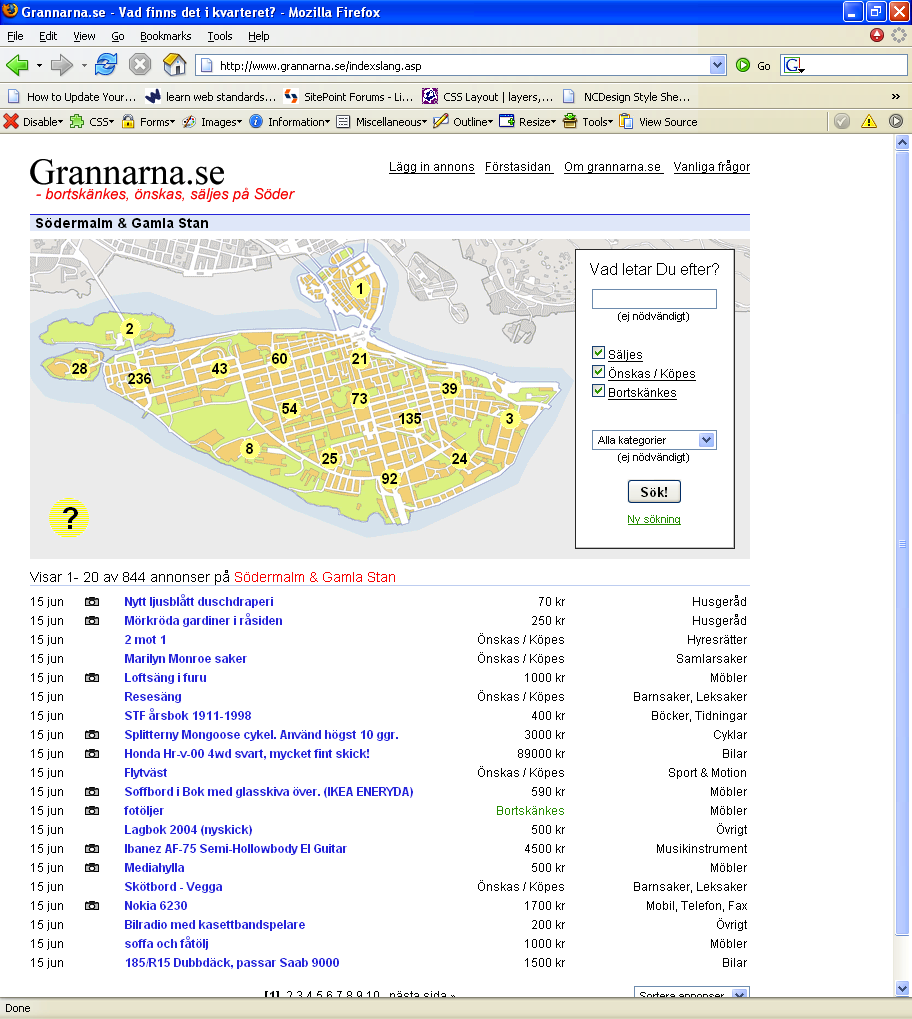 Grannarna.se - Vad finns det i kvarteret? - Mozilla Firefox
File Edit View Go Bookmarks Tools Help
http://www.grannarna.se/indexslang.asp Go G
How to Update Your... learn web standards... SitePoint Forums - Li... CSS Layout | layers,... NCDesign Style She... »
Disable CSS Forms Images Information Miscellaneous Outline Resize Tools View Source
Grannarna.se
- bortskänkes, önskas, säljes på Söder
Lägg in annons Förstasidan Om grannarna.se Vanliga frågor
Södermalm & Gamla Stan
1
2
28
236
43
60
21
39
54
73
135
3
8
25
92
24
?
Vad letar Du efter?
(ej nödvändigt)
Säljes
Önskas / Köpes
Bortskänkes
Alla kategorier
(ej nödvändigt)
Sök!
Ny sökning
Visar 1- 20 av 844 annonser på Södermalm & Gamla Stan
15 jun Nytt ljusblått duschdraperi 70 kr Husgeråd
15 jun Mörkröda gardiner i råsiden 250 kr Husgeråd
15 jun 2 mot 1 Önskas / Köpes Hyresrätter
15 jun Marilyn Monroe saker Önskas / Köpes Samlarsaker
15 jun Loftsäng i furu 1000 kr Möbler
15 jun Resesäng Önskas / Köpes Barnsaker, Leksaker
15 jun STF årsbok 1911-1998 400 kr Böcker, Tidningar
15 jun Splitterny Mongoose cykel. Använd högst 10 ggr. 3000 kr Cyklar
15 jun Honda Hr-v-00 4wd svart, mycket fint skick! 89000 kr Bilar
15 jun Flytväst Önskas / Köpes Sport & Motion
15 jun Soffbord i Bok med glasskiva över. (IKEA ENERYDA) 590 kr Möbler
15 jun fotöljer Bortskänkes Möbler
15 jun Lagbok 2004 (nyskick) 500 kr Övrigt
15 jun Ibanez AF-75 Semi-Hollowbody El Guitar 4500 kr Musikinstrument
15 jun Mediahylla 500 kr Möbler
15 jun Skötbord - Vegga Önskas / Köpes Barnsaker, Leksaker
15 jun Nokia 6230 1700 kr Mobil, Telefon, Fax
15 jun Bilradio med kasettbandspelare 200 kr Övrigt
15 jun soffa och fåtölj 1000 kr Möbler
15 jun 185/R15 Dubbdäck, passar Saab 9000 1500 kr Bilar
[1] 2 3 4 5 6 7 8 9 10 nästa sida » Sortera annonser
Done